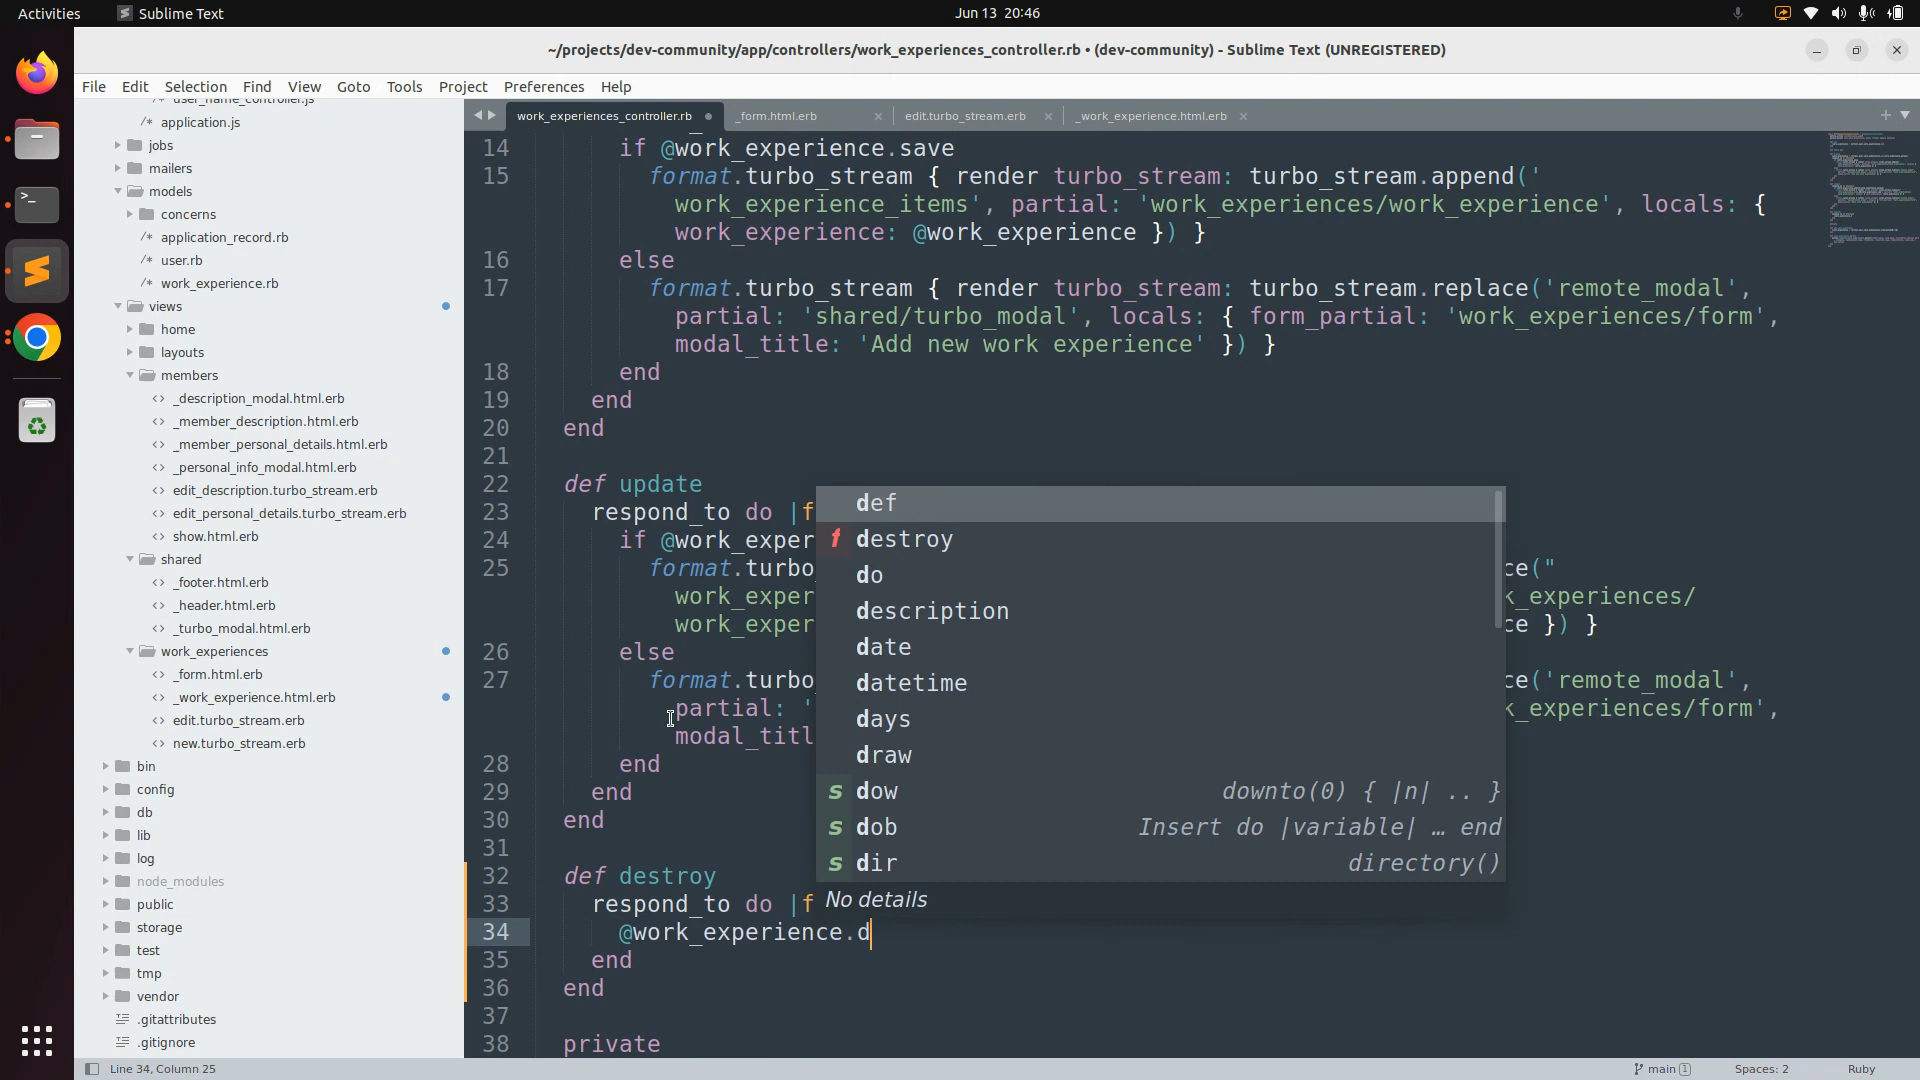 Activities
Sublime Text
Jun 13 20:46
~/projects/dev-community/app/controllers/work_experiences_controller.rb • (dev-community) - Sublime Text (UNREGISTERED)
File Edit Selection Find View Goto Tools Project Preferences Help
user_name_controller.js
application.js
jobs
mailers
models
concerns
application_record.rb
user.rb
work_experience.rb
views
home
layouts
members
_description_modal.html.erb
_member_description.html.erb
_member_personal_details.html.erb
_personal_info_modal.html.erb
edit_description.turbo_stream.erb
edit_personal_details.turbo_stream.erb
show.html.erb
shared
_footer.html.erb
_header.html.erb
_turbo_modal.html.erb
work_experiences
_form.html.erb
_work_experience.html.erb
edit.turbo_stream.erb
new.turbo_stream.erb
bin
config
db
lib
log
node_modules
public
storage
test
tmp
vendor
.gitattributes
.gitignore
work_experiences_controller.rb
_form.html.erb
edit.turbo_stream.erb
_work_experience.html.erb
14 if @work_experience.save
15 format.turbo_stream { render turbo_stream: turbo_stream.append('
work_experience_items', partial: 'work_experiences/work_experience', locals: {
work_experience: @work_experience }) }
16 else
17 format.turbo_stream { render turbo_stream: turbo_stream.replace('remote_modal',
partial: 'shared/turbo_modal', locals: { form_partial: 'work_experiences/form',
modal_title: 'Add new work experience' }) }
18 end
19 end
20 end
21
22 def update
23 respond_to do |f
24 if @work_exper
25 format.turbo ce("
work_exper k_experiences/
work_exper ce }) }
26 else
27 format.turbo ce('remote_modal',
partial: ' k_experiences/form',
modal_titl
28 end
29 end
30 end
31
32 def destroy
33 respond_to do |f
34 @work_experience.d
35 end
36 end
37
38 private
def
f destroy
do
description
date
datetime
days
draw
s dow downto(0) { |n| .. }
s dob Insert do |variable| … end
s dir directory()
No details
Line 34, Column 25
main 1
Spaces: 2
Ruby